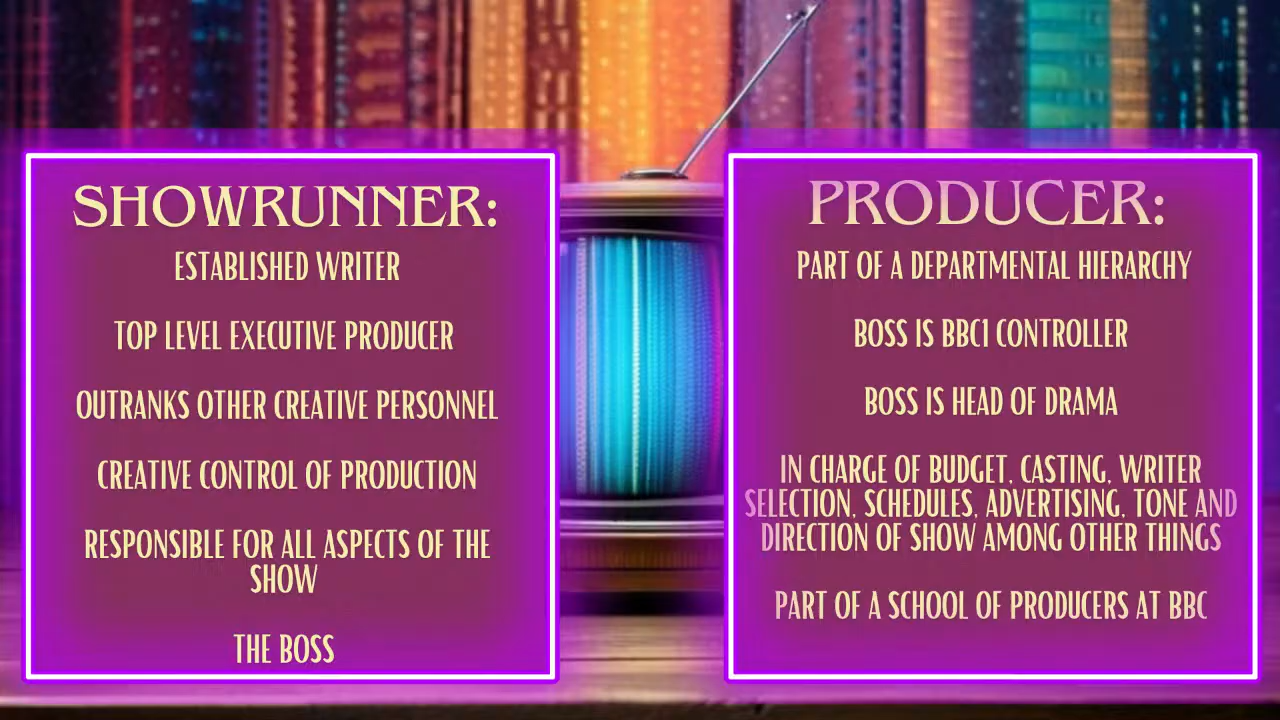 SHOWRUNNER:
ESTABLISHED WRITER
TOP LEVEL EXECUTIVE PRODUCER
OUTRANKS OTHER CREATIVE PERSONNEL
CREATIVE CONTROL OF PRODUCTION
RESPONSIBLE FOR ALL ASPECTS OF THE
SHOW
THE BOSS
PRODUCER:
PART OF A DEPARTMENTAL HIERARCHY
BOSS IS BBC1 CONTROLLER
BOSS IS HEAD OF DRAMA
IN CHARGE OF BUDGET, CASTING, WRITER
SELECTION, SCHEDULES, ADVERTISING, TONE AND
DIRECTION OF SHOW AMONG OTHER THINGS
PART OF A SCHOOL OF PRODUCERS AT BBC